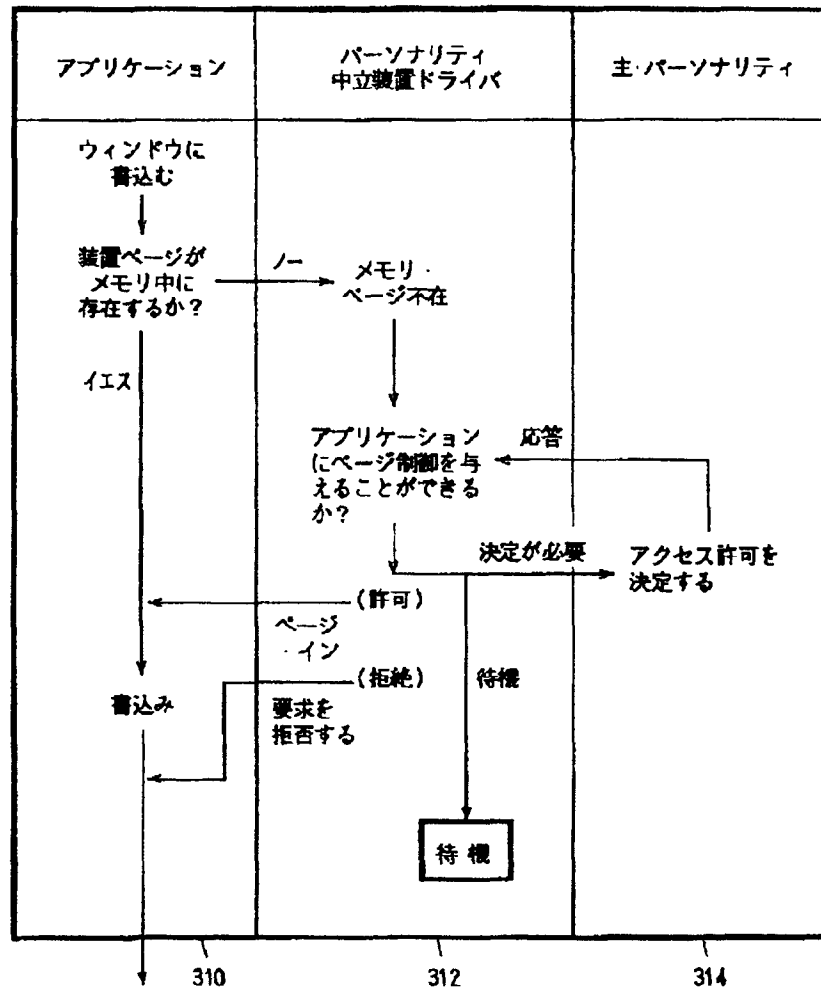 アプリケーション
パーソナリティ
中立装置ドライバ
主・パーソナリティ
ウィンドウに
書込む
装置ページが
メモリ中に
存在するか?
ノー
メモリ・
ページ不在
イエス
アプリケーション
にページ制御を与
えることができる
か?
応答
決定が必要
アクセス許可を
決定する
(許可)
ページ
・イン
(拒絶)
待機
書込み
要求を
拒否する
待機
310
312
314